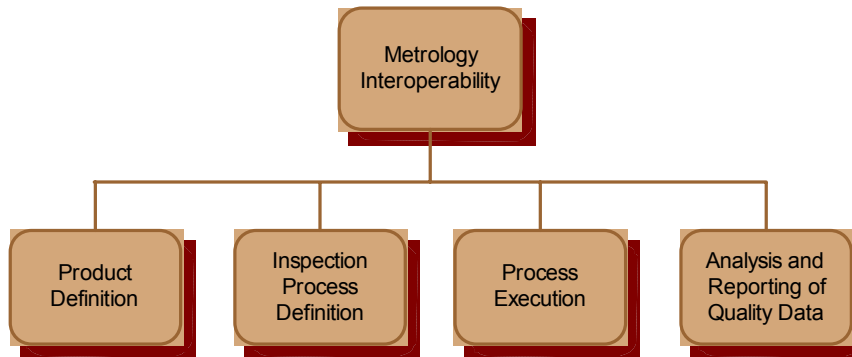 Metrology
Interoperability
Product
Definition
Inspection
Process
Definition
Process
Execution
Analysis and
Reporting of
Quality Data